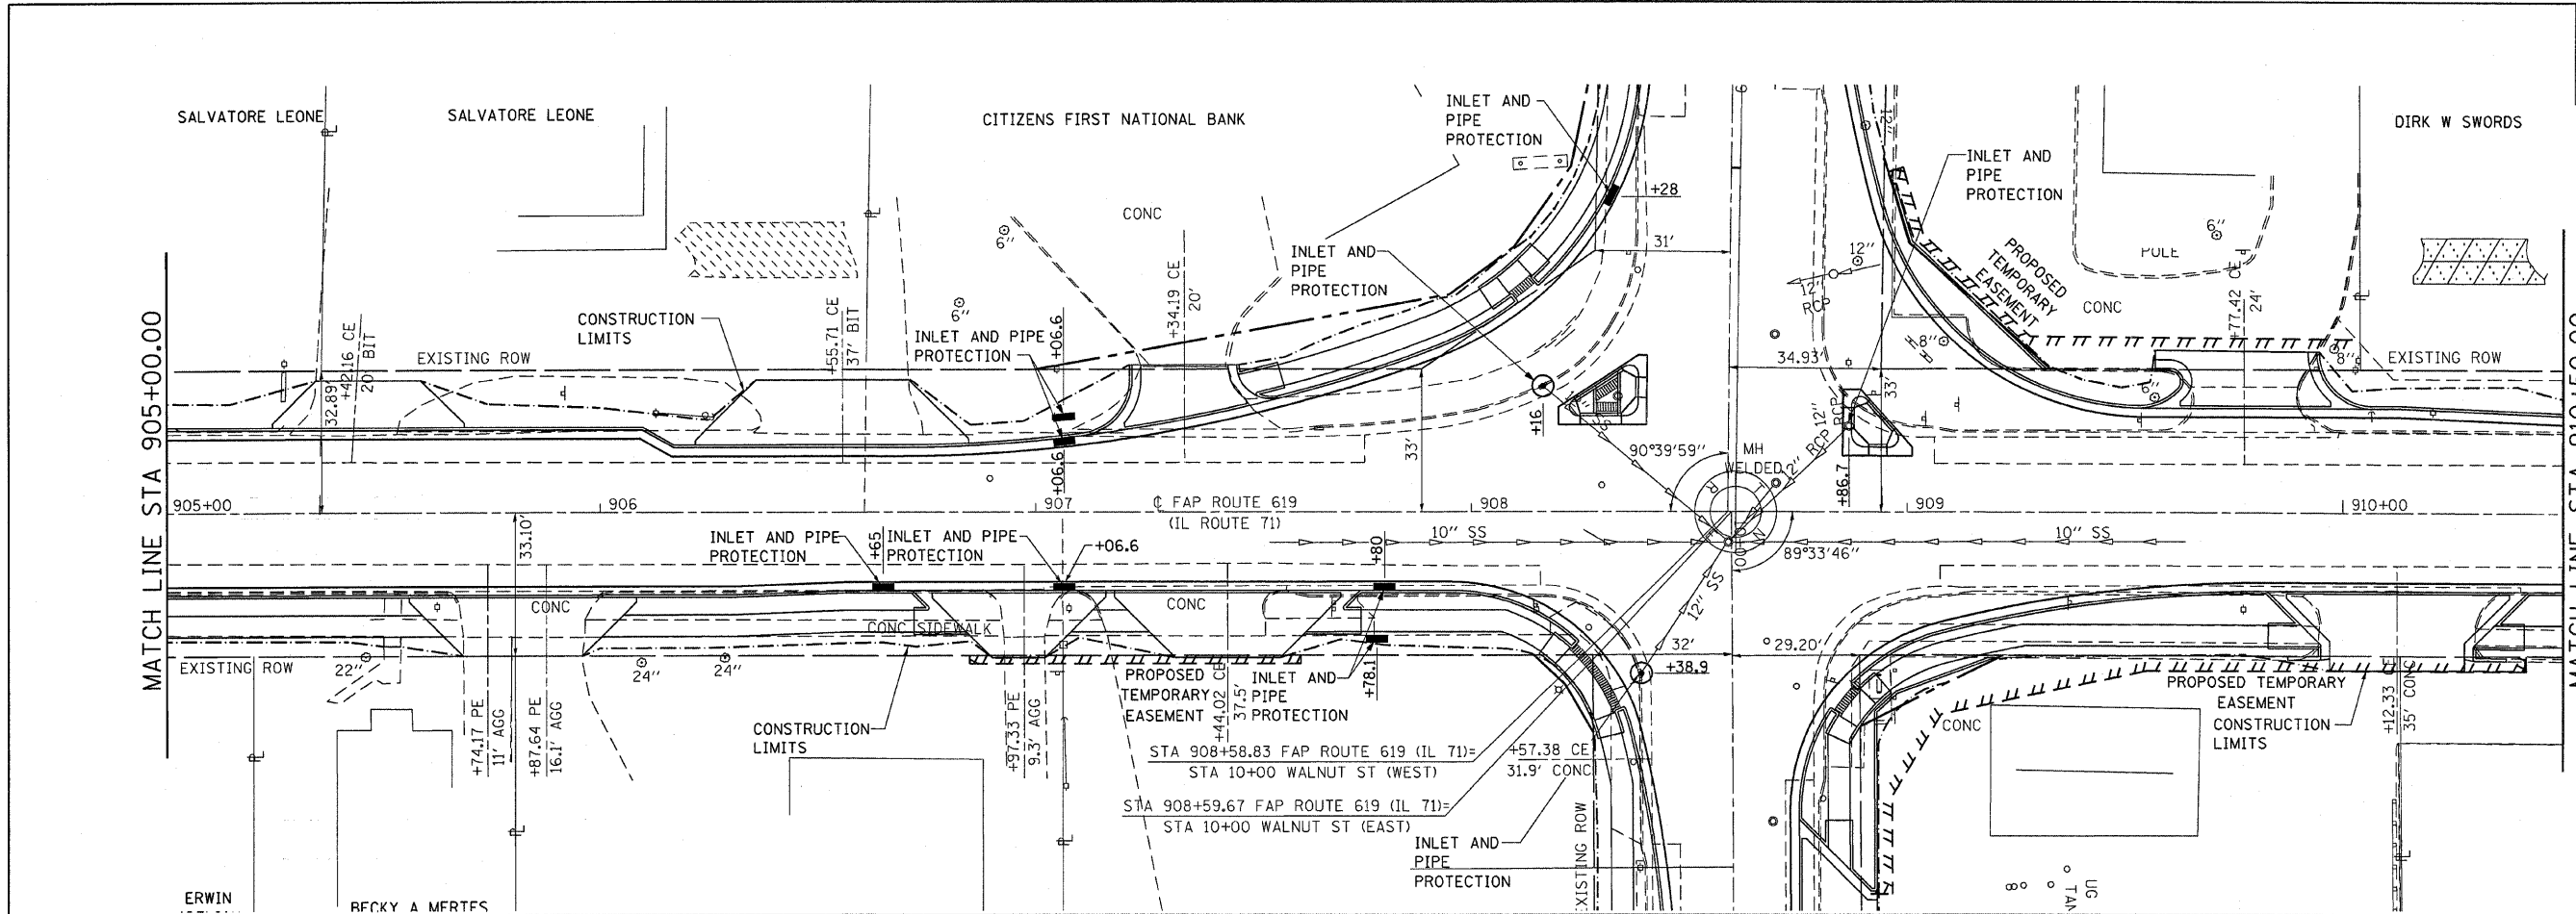 SALVATORE LEONE
SALVATORE LEONE
CITIZENS FIRST NATIONAL BANK
DIRK W SWORDS
INLET AND
PIPE
PROTECTION
INLET AND
PIPE
PROTECTION
INLET AND
PIPE
PROTECTION
+28
31'
12"
CONC
6"
6"
12"
12"
RCP
6"
POLE
PROPOSED
TEMPORARY
EASEMENT
CONC
+77.42 CE
24'
CONSTRUCTION
LIMITS
INLET AND PIPE
PROTECTION
+06.6
+06.6
+34.19 CE
20'
+55.71 CE
37' BIT
+42.16 CE
20' BIT
32.89'
EXISTING ROW
34.93'
33'
33'
8"
8"
6"
EXISTING ROW
+16
SS
90°39'59"
MH
WELDED
12" RCP
12" RCP
+86.7
MATCH LINE STA 905+00.00
905+00
906
907
℄ FAP ROUTE 619
(IL ROUTE 71)
908
909
910+00
33.10'
INLET AND PIPE
PROTECTION
+65
INLET AND PIPE
PROTECTION
+06.6
+80
10" SS
10" SS
89°33'46"
12" SS
CONC
CONC
CONC SIDEWALK
EXISTING ROW
22"
24"
24"
32'
29.20'
+38.9
+78.1
PROPOSED
TEMPORARY
EASEMENT
INLET AND
PIPE
PROTECTION
+44.02 CE
37.5'
+74.17 PE
11' AGG
+87.64 PE
16.1' AGG
+97.33 PE
9.3' AGG
CONSTRUCTION
LIMITS
STA 908+58.83 FAP ROUTE 619 (IL 71)=
STA 10+00 WALNUT ST (WEST)
+57.38 CE
31.9' CONC
STA 908+59.67 FAP ROUTE 619 (IL 71)=
STA 10+00 WALNUT ST (EAST)
INLET AND
PIPE
PROTECTION
EXISTING ROW
CONC
PROPOSED TEMPORARY
EASEMENT
CONSTRUCTION
LIMITS
+12.33
35' CONC
UG
ERWIN
BECKY A MERTES